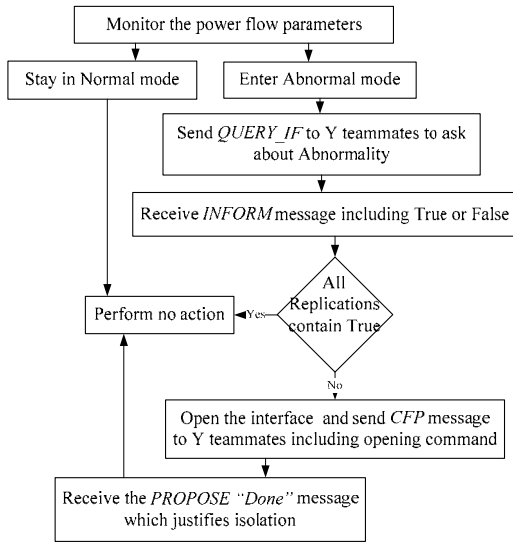 Monitor the power flow parameters
Stay in Normal mode
Enter Abnormal mode
Send QUERY_IF to Y teammates to ask
about Abnormality
Receive INFORM message including True or False
All
Replications
contain True
Perform no action
Yes
No
Open the interface and send CFP message
to Y teammates including opening command
Receive the PROPOSE “Done” message
which justifies isolation